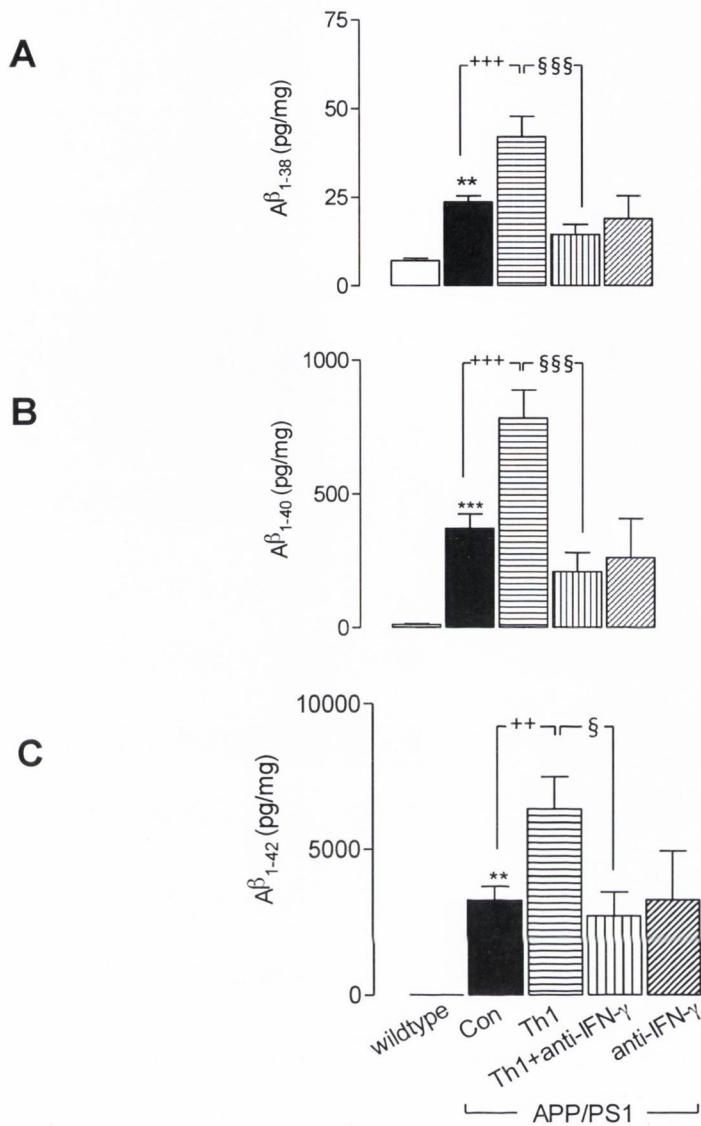 A
Aβ1-38 (pg/mg)
75
50
25
0
+++ §§§
**
B
Aβ1-40 (pg/mg)
1000
500
0
+++ §§§
***
C
Aβ1-42 (pg/mg)
10000
5000
0
++ §
**
wildtype Con Th1 Th1+anti-IFN-γ anti-IFN-γ
APP/PS1